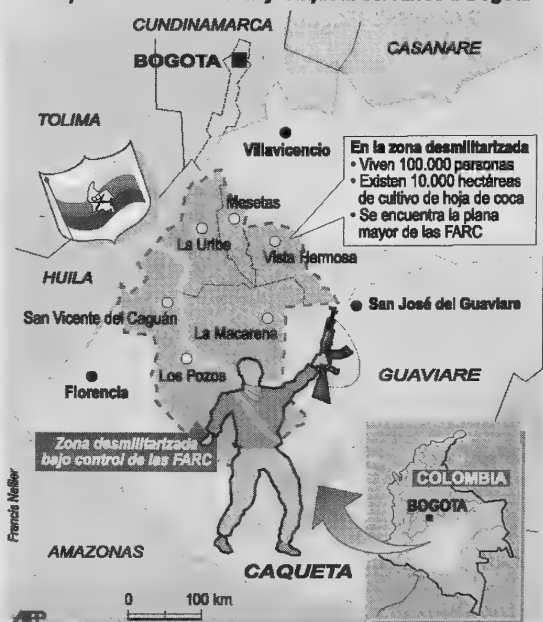 a Bogotá
CUNDINAMARCA
CASANARE
BOGOTA
TOLIMA
Villavicencio
En la zona desmilitarizada
• Viven 100.000 personas
• Existen 10.000 hectáreas
de cultivo de hoja de coca
• Se encuentra la plana
mayor de las FARC
Mesetas
La Uribe
Vista Hermosa
HUILA
San Vicente del Caguán
La Macarena
San José del Guaviare
Los Pozos
Florencia
GUAVIARE
Zona desmilitarizada
bajo control de las FARC
COLOMBIA
BOGOTA
Francis Nallier
AMAZONAS
CAQUETA
0 100 km
AFP